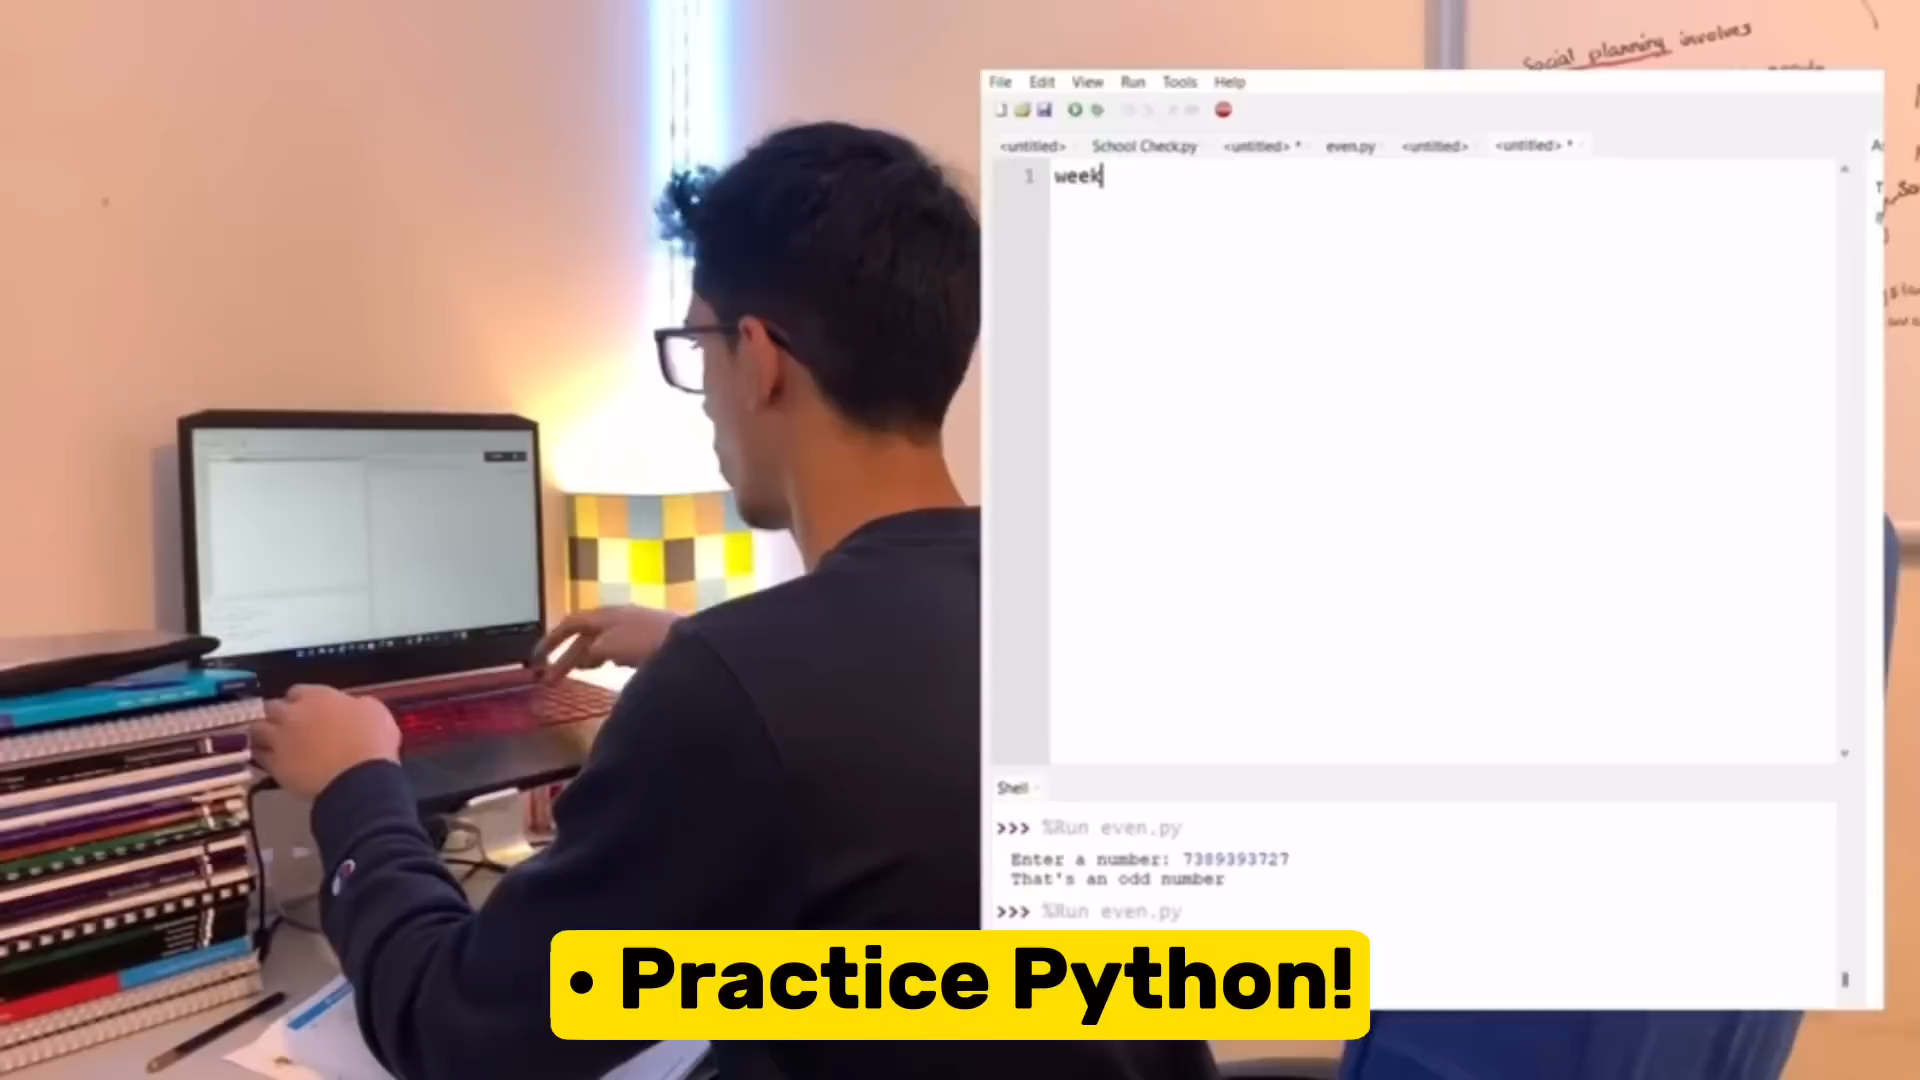 Social planning involves
File Edit View Run Tools Help
<untitled> School Check.py <untitled> * even.py <untitled> <untitled> *
1 week
Shell
>>> %Run even.py
Enter a number: 7389393727
That's an odd number
>>> %Run even.py
• Practice Python!